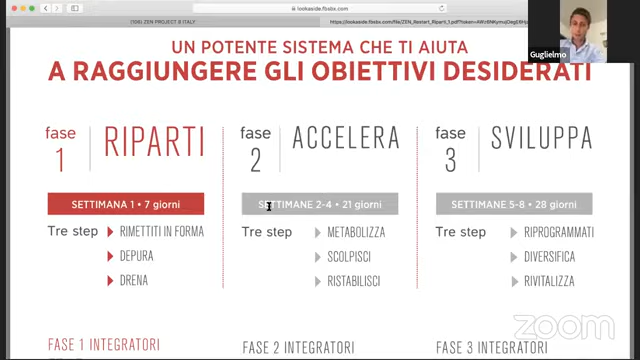 lookaside.fbsbx.com
(106) ZEN PROJECT 8 ITALY
UN POTENTE SISTEMA CHE TI AIUTA
A RAGGIUNGERE GLI OBIETTIVI DESIDERATI
Guglielmo
fase 1 RIPARTI
SETTIMANA 1 • 7 giorni
Tre step
RIMETTITI IN FORMA
DEPURA
DRENA
fase 2 ACCELERA
SETTIMANE 2-4 • 21 giorni
Tre step
METABOLIZZA
SCOLPISCI
RISTABILISCI
fase 3 SVILUPPA
SETTIMANE 5-8 • 28 giorni
Tre step
RIPROGRAMMATI
DIVERSIFICA
RIVITALIZZA
FASE 1 INTEGRATORI
FASE 2 INTEGRATORI
FASE 3 INTEGRATORI
zoom